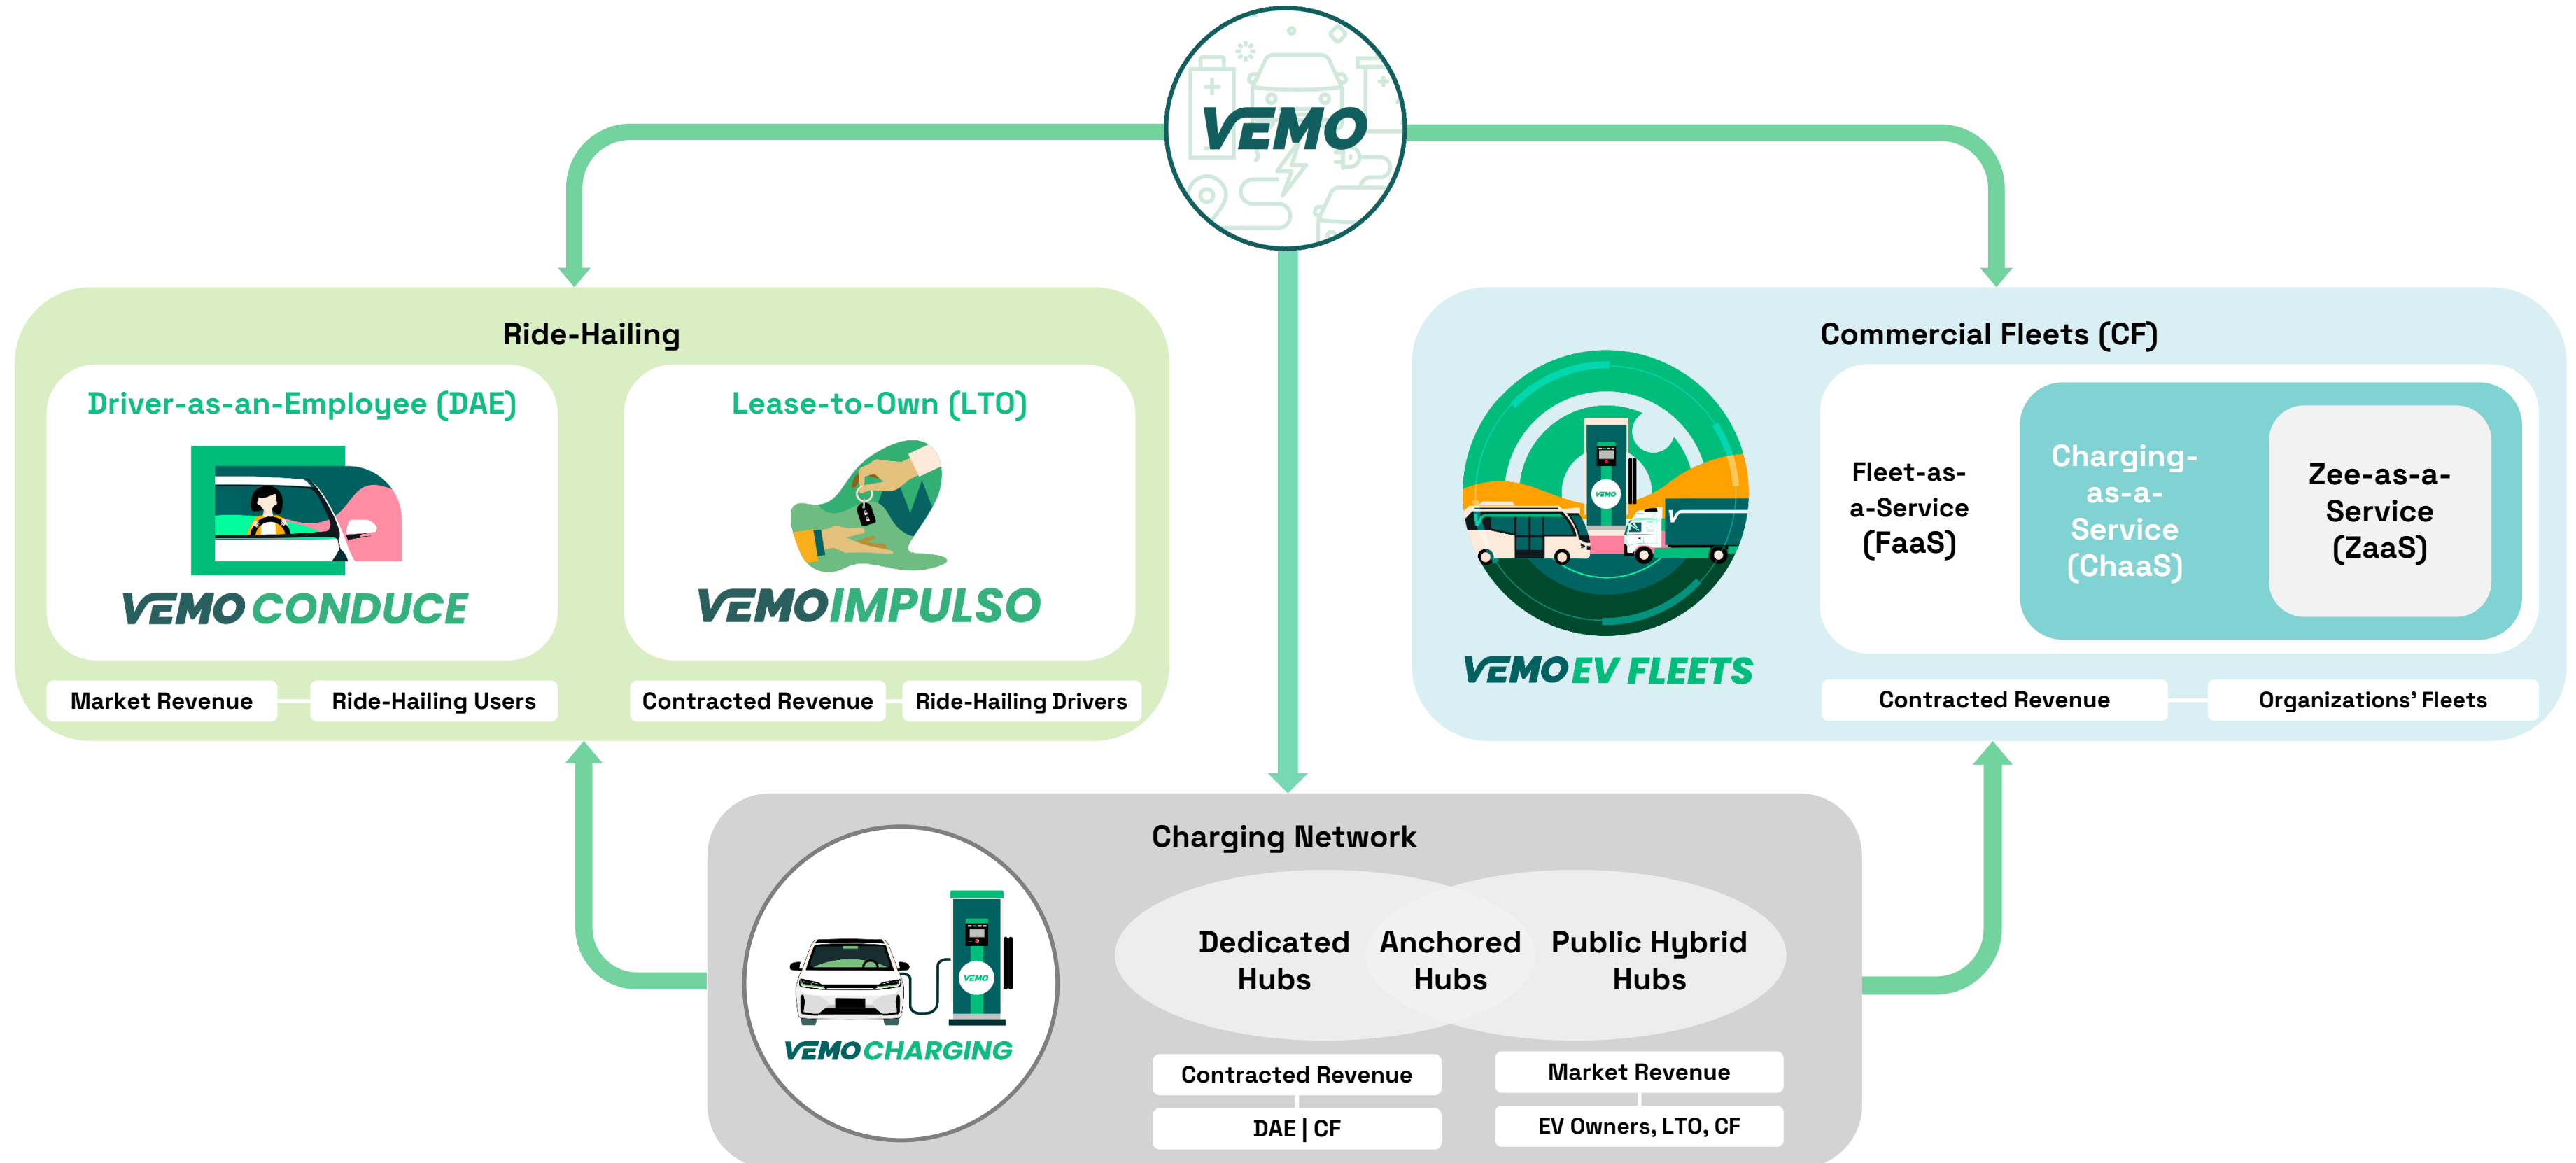 VEMO
Ride-Hailing
Driver-as-an-Employee (DAE)
VEMO CONDUCE
Market Revenue
Ride-Hailing Users
Lease-to-Own (LTO)
VEMO IMPULSO
Contracted Revenue
Ride-Hailing Drivers
Commercial Fleets (CF)
VEMO
VEMO EV FLEETS
Fleet-as-
a-Service
(FaaS)
Charging-
as-a-
Service
(ChaaS)
Zee-as-a-
Service
(ZaaS)
Contracted Revenue
Organizations' Fleets
Charging Network
VEMO
VEMO CHARGING
Dedicated
Hubs
Anchored
Hubs
Public Hybrid
Hubs
Contracted Revenue
DAE | CF
Market Revenue
EV Owners, LTO, CF